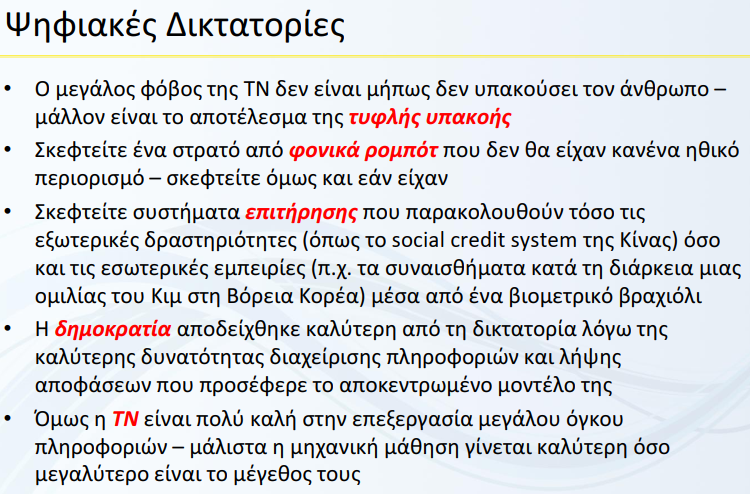 Ψηφιακές Δικτατορίες
• Ο μεγάλος φόβος της ΤΝ δεν είναι μήπως δεν υπακούσει τον άνθρωπο –
μάλλον είναι το αποτέλεσμα της τυφλής υπακοής
• Σκεφτείτε ένα στρατό από φονικά ρομπότ που δεν θα είχαν κανένα ηθικό
περιορισμό – σκεφτείτε όμως και εάν είχαν
• Σκεφτείτε συστήματα επιτήρησης που παρακολουθούν τόσο τις
εξωτερικές δραστηριότητες (όπως το social credit system της Κίνας) όσο
και τις εσωτερικές εμπειρίες (π.χ. τα συναισθήματα κατά τη διάρκεια μιας
ομιλίας του Κιμ στη Βόρεια Κορέα) μέσα από ένα βιομετρικό βραχιόλι
• Η δημοκρατία αποδείχθηκε καλύτερη από τη δικτατορία λόγω της
καλύτερης δυνατότητας διαχείρισης πληροφοριών και λήψης
αποφάσεων που προσέφερε το αποκεντρωμένο μοντέλο της
• Όμως η ΤΝ είναι πολύ καλή στην επεξεργασία μεγάλου όγκου
πληροφοριών – μάλιστα η μηχανική μάθηση γίνεται καλύτερη όσο
μεγαλύτερο είναι το μέγεθος τους